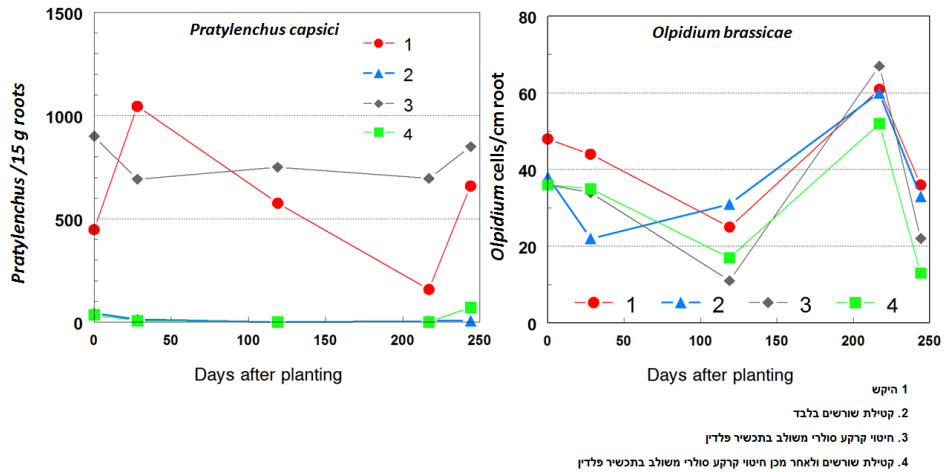 Pratylenchus capsici
1500
1000
500
0
Pratylenchus /15 g roots
1
2
3
4
0 50 100 150 200 250
Days after planting
Olpidium brassicae
80
60
40
20
0
Olpidium cells/cm root
1 2 3 4
0 50 100 150 200 250
Days after planting
1 היקש
2. קטילת שורשים בלבד
3. חיטוי קרקע סולרי משולב בתכשיר פלדין
4. קטילת שורשים ולאחר מכן חיטוי קרקע סולרי משולב בתכשיר פלדין